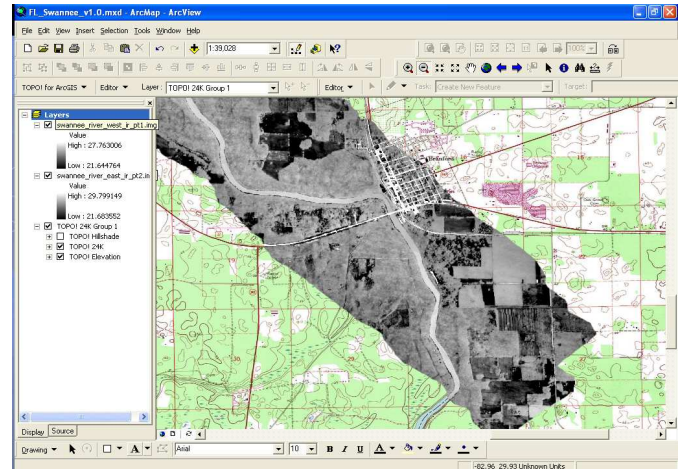 FL_Swannee_v1.0.mxd - ArcMap - ArcView
File Edit View Insert Selection Tools Window Help
1:39,028
100%
TOPO! for ArcGIS Editor Layer: TOPO! 24K Group 1 Editor Task: Create New Feature Target:
Layers
swannee_river_west_ir_pt1.img
Value
High : 27.763006
Low : 21.644764
swannee_river_east_ir_pt2.im
Value
High : 29.799149
Low : 21.683552
TOPO! 24K Group 1
TOPO! Hillshade
TOPO! 24K
TOPO! Elevation
Branford
Display Source
Drawing A Arial 10 B I U A
-82.96 29.93 Unknown Units